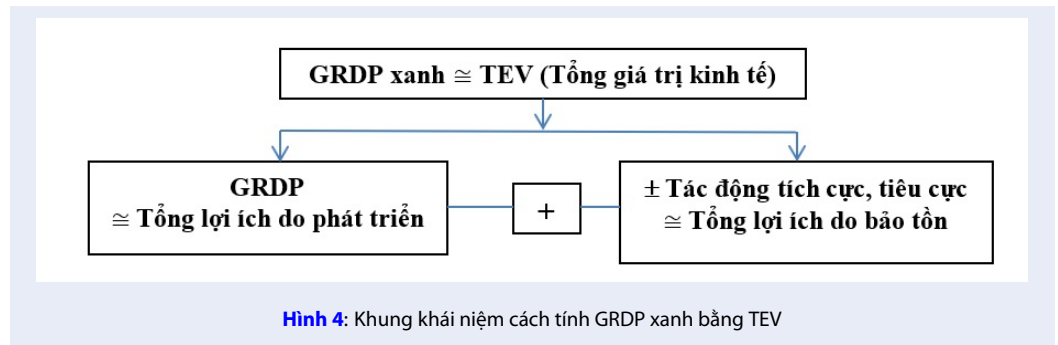 GRDP xanh ≅ TEV (Tổng giá trị kinh tế)
GRDP
≅ Tổng lợi ích do phát triển
+
± Tác động tích cực, tiêu cực
≅ Tổng lợi ích do bảo tồn
Hình 4: Khung khái niệm cách tính GRDP xanh bằng TEV